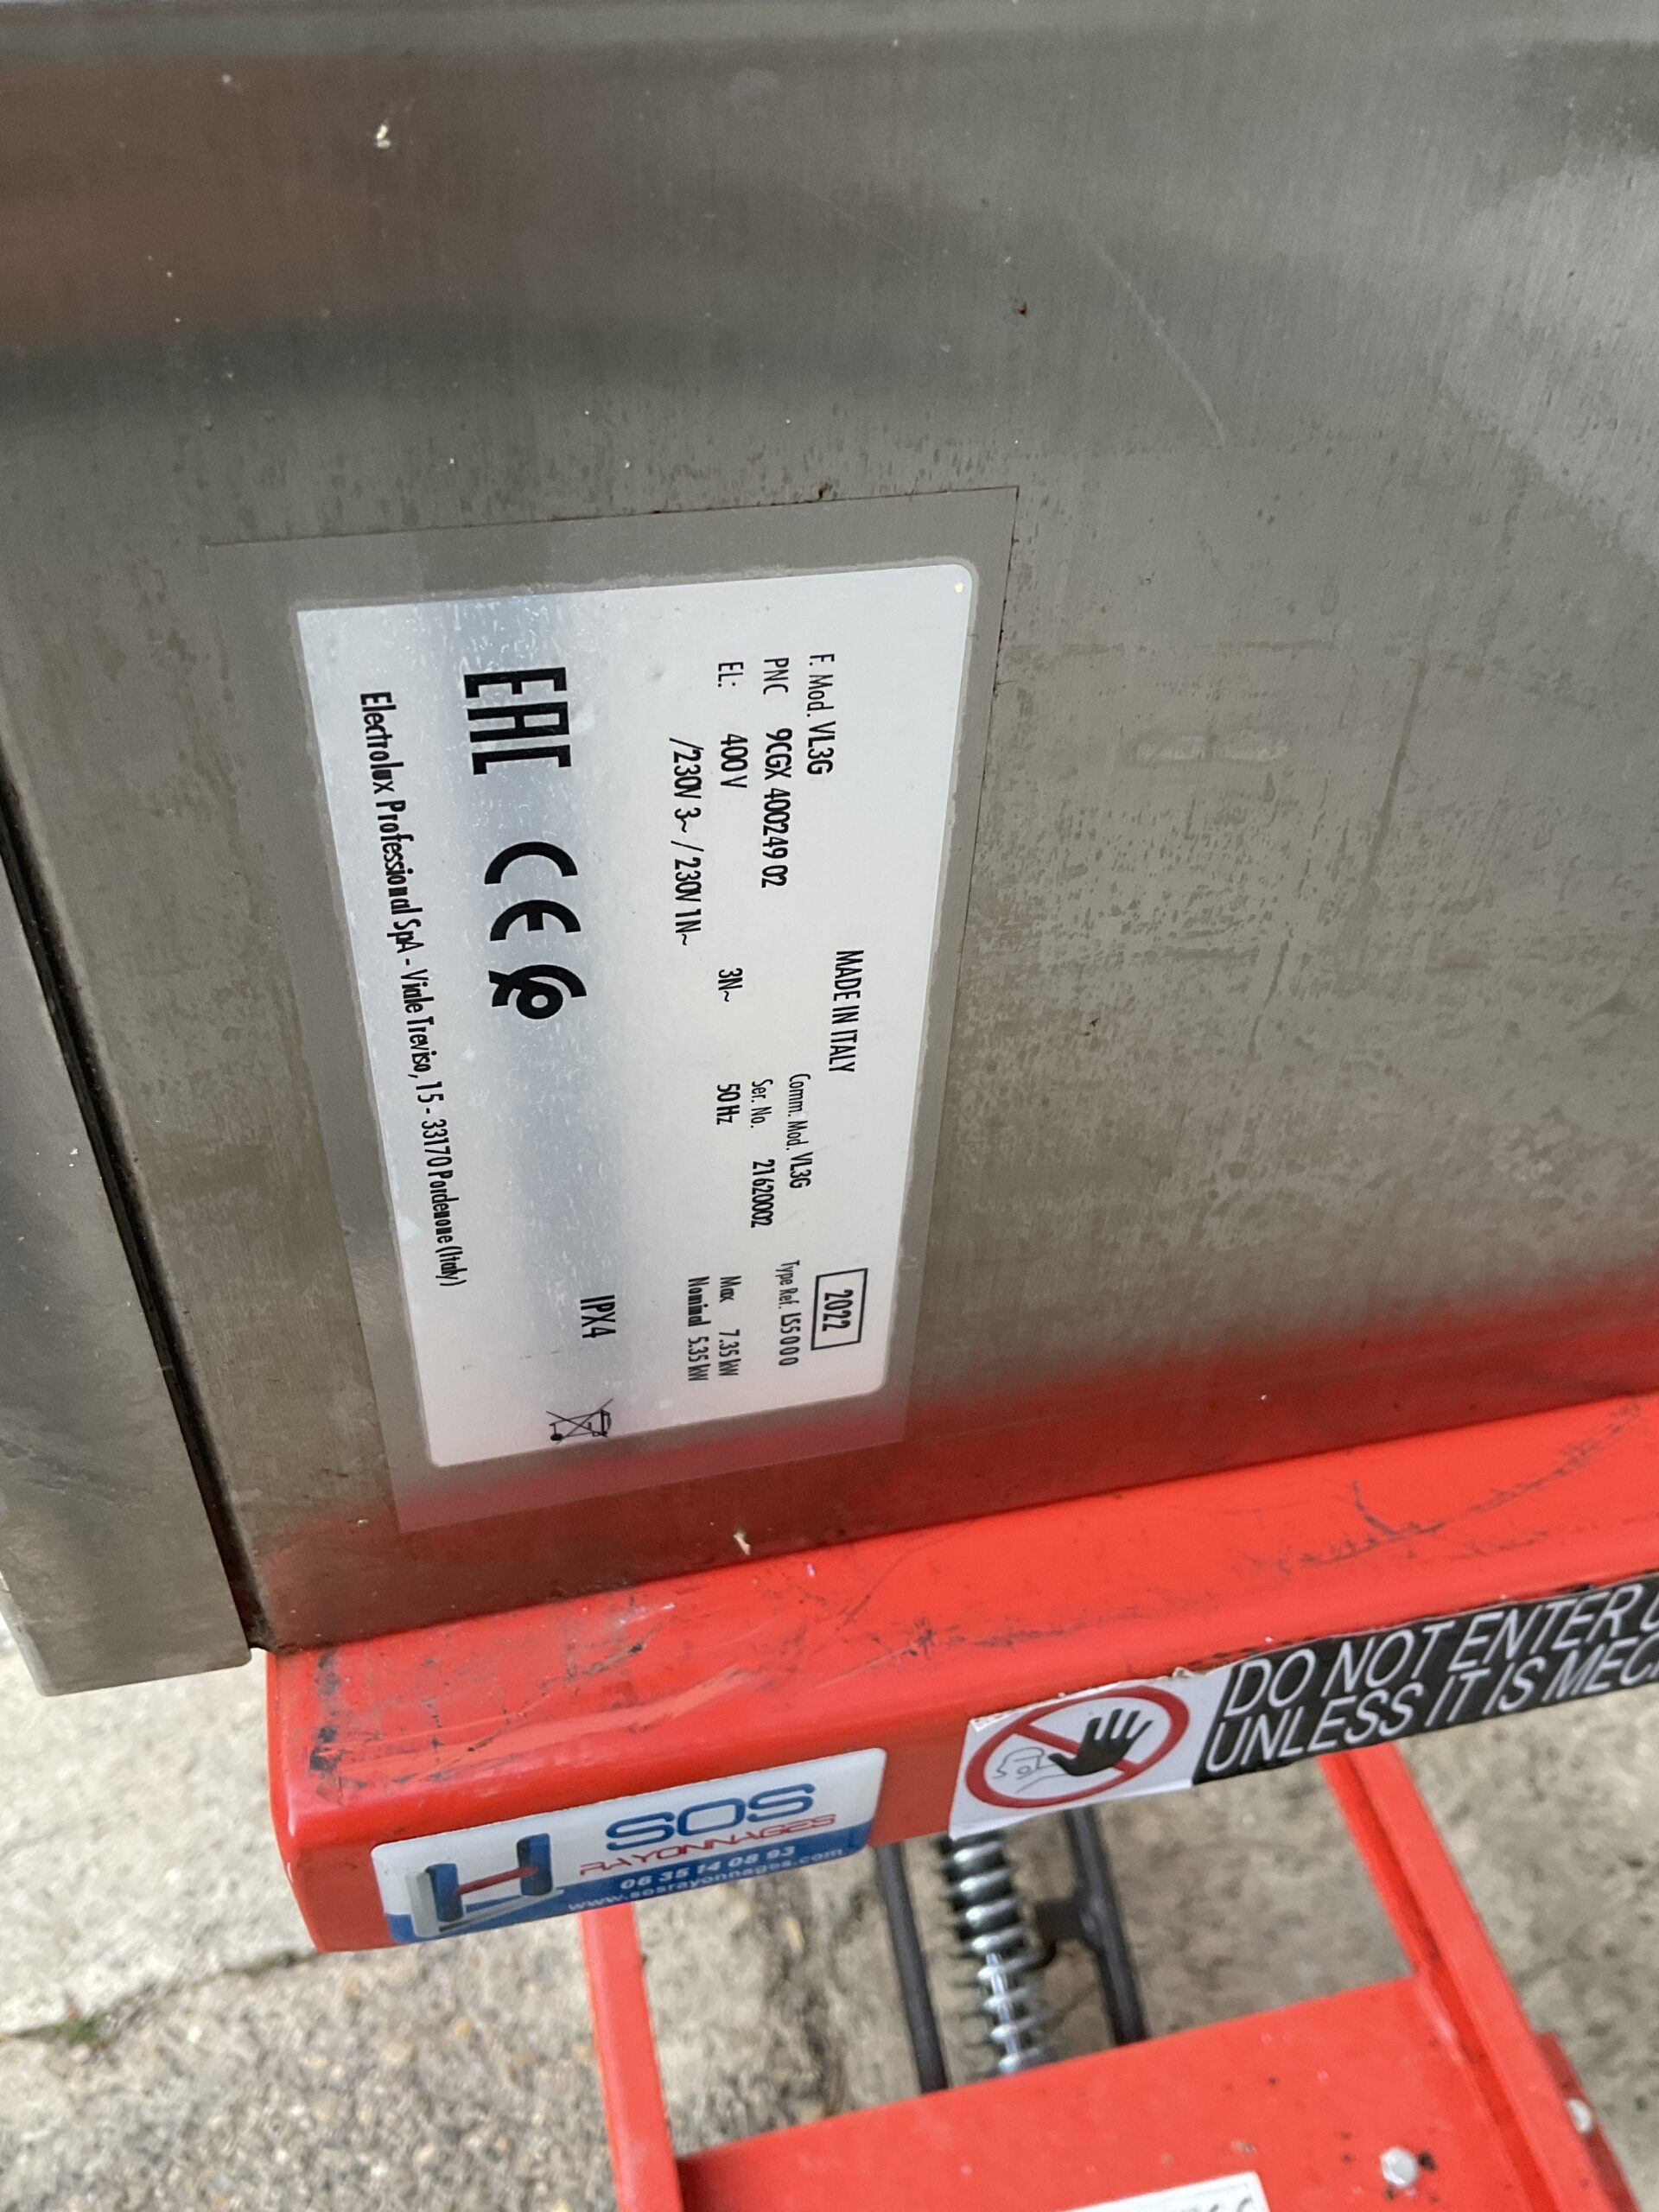 MADE IN ITALY
2022
F. Mod. VL3G
Comm. Mod. VL3G
Type Ref. LS5000
PNC 9CGX 400249 02
Ser. No. 21620002
EL: 400 V 3N~ 50 Hz Max 7.35 kW
/230V 3~ / 230V 1N~ Nominal 5.35 kW
IPX4
EAC CE
Electrolux Professional SpA - Viale Treviso, 15 - 33170 Pordenone (Italy)
DO NOT ENTER
UNLESS IT IS
SOS
RAYONNAGES
06 35 14 08 93
www.sosrayonnages.com